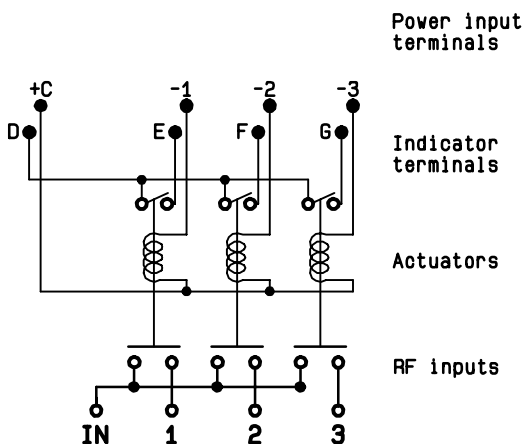 Power input
terminals
+C -1 -2 -3
D E F G
Indicator
terminals
Actuators
RF inputs
IN 1 2 3